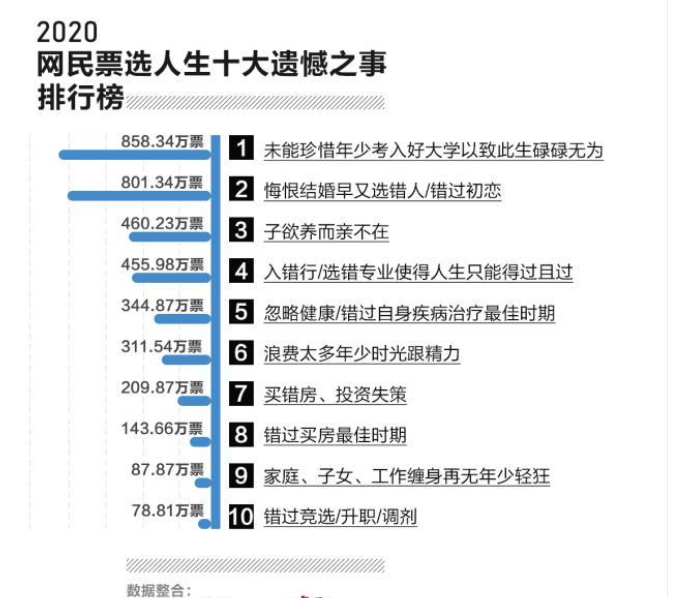 2020
网民票选人生十大遗憾之事
排行榜
858.34万票 1 未能珍惜年少考入好大学以致此生碌碌无为
801.34万票 2 悔恨结婚早又选错人/错过初恋
460.23万票 3 子欲养而亲不在
455.98万票 4 入错行/选错专业使得人生只能得过且过
344.87万票 5 忽略健康/错过自身疾病治疗最佳时期
311.54万票 6 浪费太多年少时光跟精力
209.87万票 7 买错房、投资失策
143.66万票 8 错过买房最佳时期
87.87万票 9 家庭、子女、工作缠身再无年少轻狂
78.81万票 10 错过竞选/升职/调剂
数据整合：